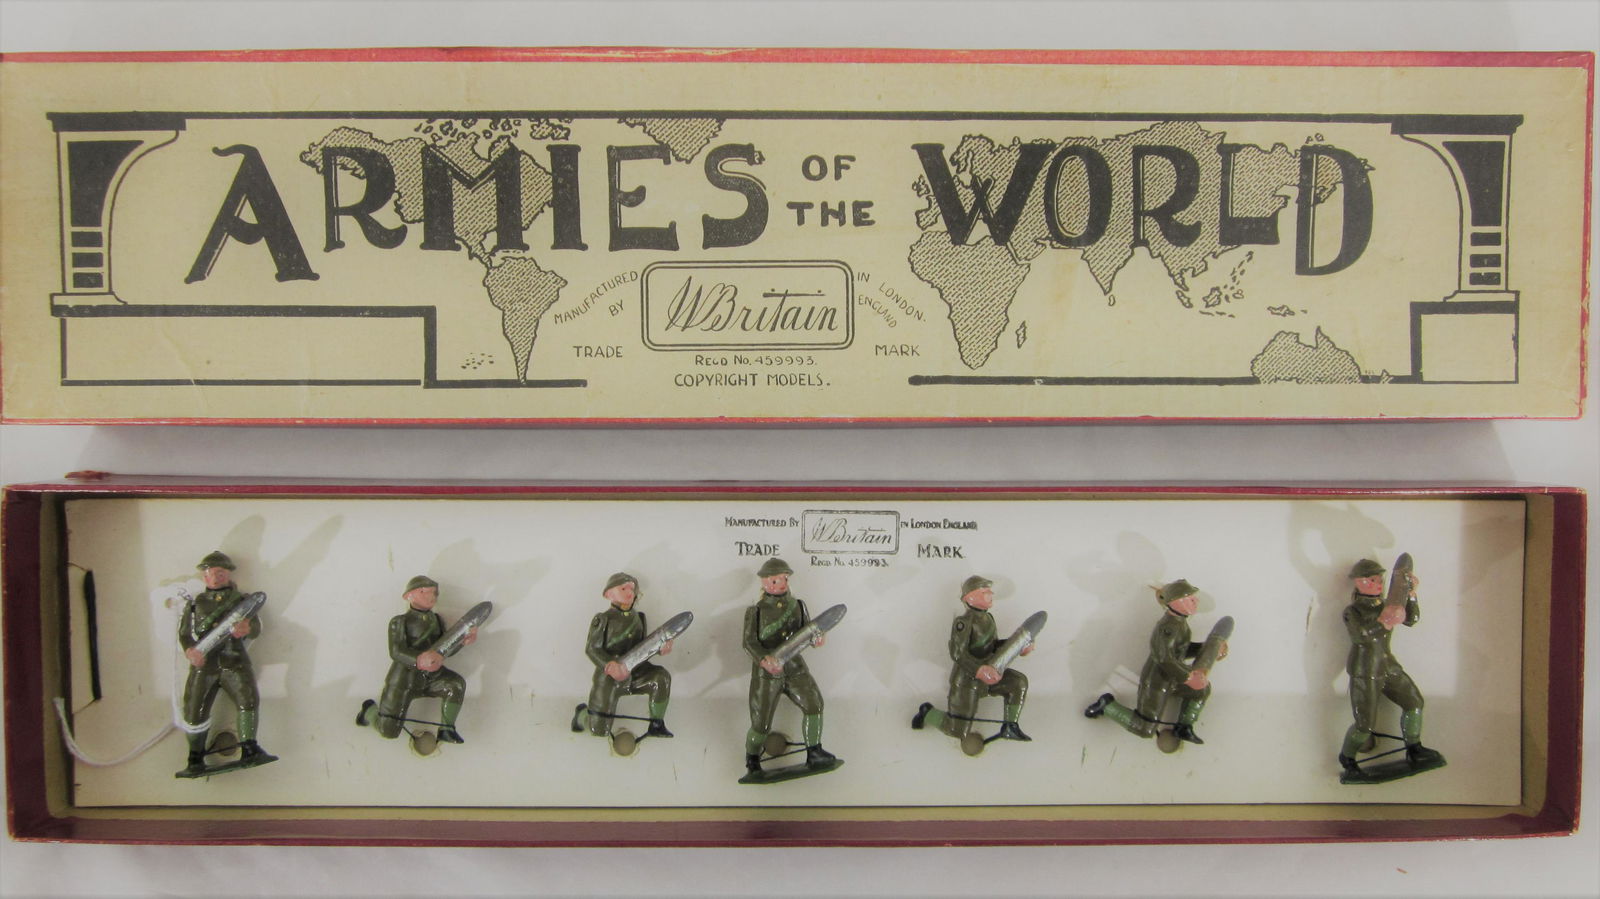 ARMIES OF THE WORLD
MANUFACTURED BY
W Britain
IN LONDON. ENGLAND
TRADE MARK
REGD NO. 459993.
COPYRIGHT MODELS.
MANUFACTURED BY W Britain IN LONDON ENGLAND
TRADE MARK
REGD. NO. 459993.